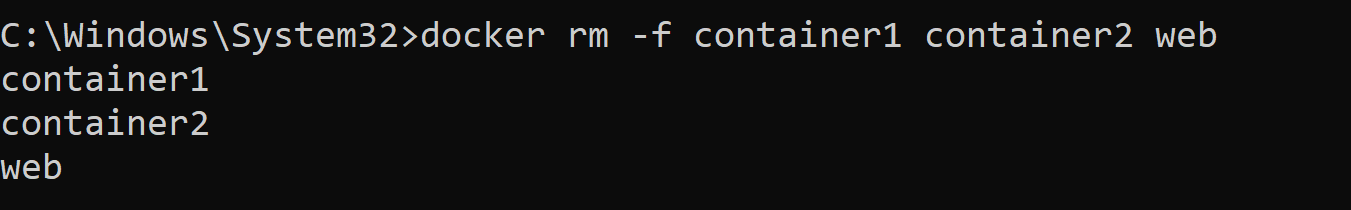 C:\Windows\System32>docker rm -f container1 container2 web
container1
container2
web